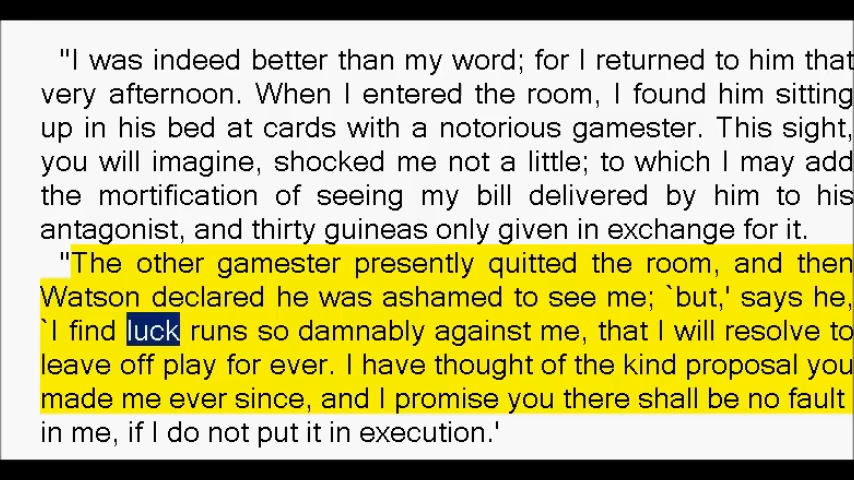 "I was indeed better than my word; for I returned to him that
very afternoon. When I entered the room, I found him sitting
up in his bed at cards with a notorious gamester. This sight,
you will imagine, shocked me not a little; to which I may add
the mortification of seeing my bill delivered by him to his
antagonist, and thirty guineas only given in exchange for it.
"The other gamester presently quitted the room, and then
Watson declared he was ashamed to see me; `but,' says he,
`I find luck runs so damnably against me, that I will resolve to
leave off play for ever. I have thought of the kind proposal you
made me ever since, and I promise you there shall be no fault
in me, if I do not put it in execution.'